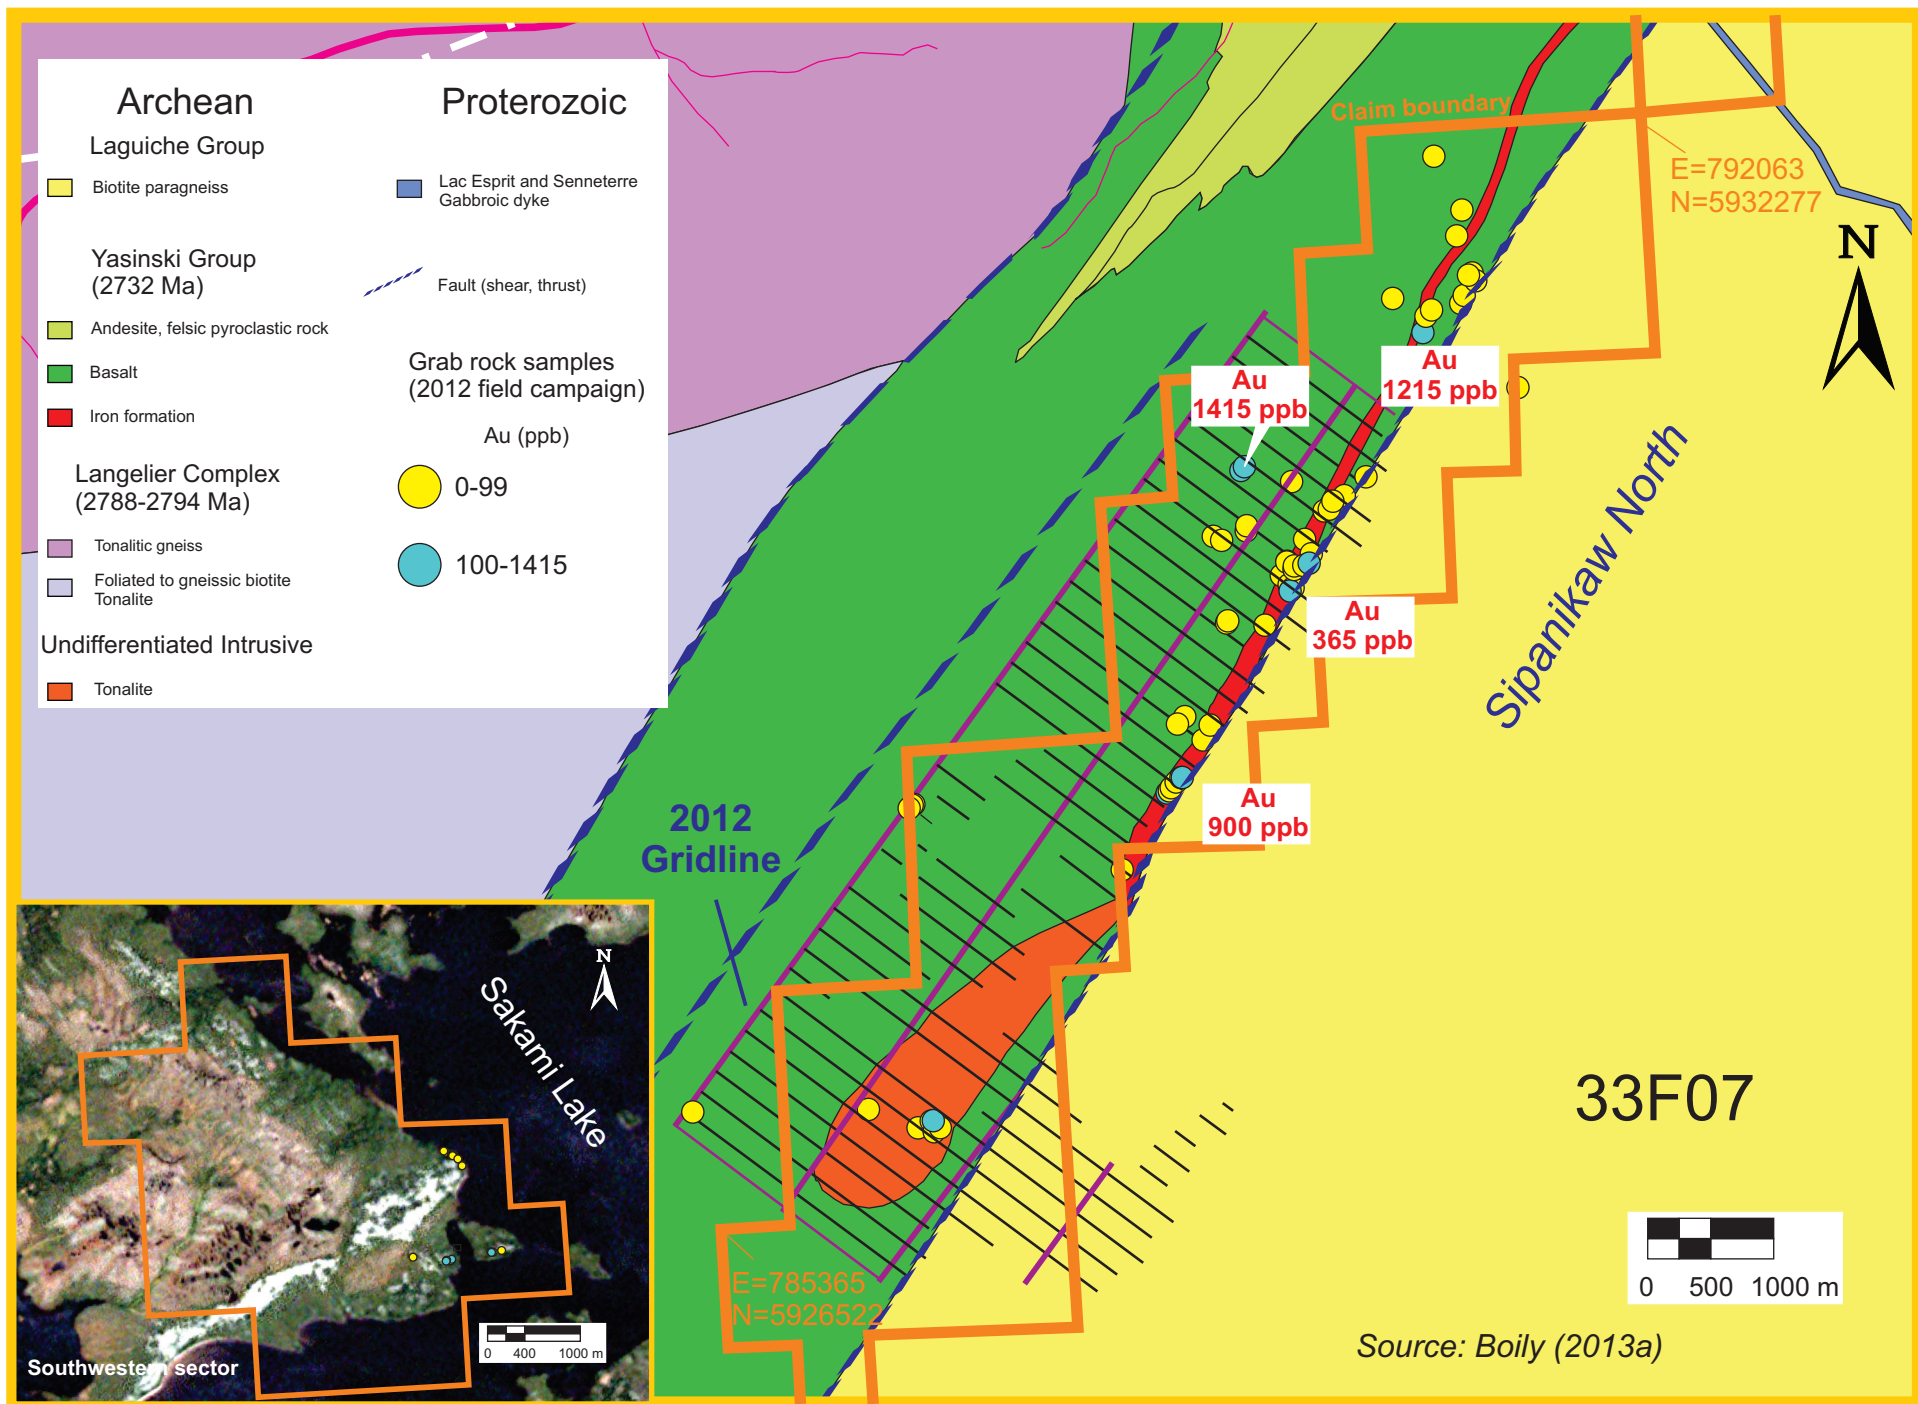 Archean
Laguiche Group
Biotite paragneiss
Yasinski Group
(2732 Ma)
Andesite, felsic pyroclastic rock
Basalt
Iron formation
Langelier Complex
(2788-2794 Ma)
Tonalitic gneiss
Foliated to gneissic biotite
Tonalite
Undifferentiated Intrusive
Tonalite
Proterozoic
Lac Esprit and Senneterre
Gabbroic dyke
Fault (shear, thrust)
Grab rock samples
(2012 field campaign)
Au (ppb)
0-99
100-1415
Claim boundary
E=792063
N=5932277
N
Au
1415 ppb
Au
1215 ppb
Sipanikaw North
Au
365 ppb
Au
900 ppb
2012
Gridline
33F07
E=785365
N=5926522
0 500 1000 m
Source: Boily (2013a)
N
Sakami Lake
0 400 1000 m
Southwestern sector